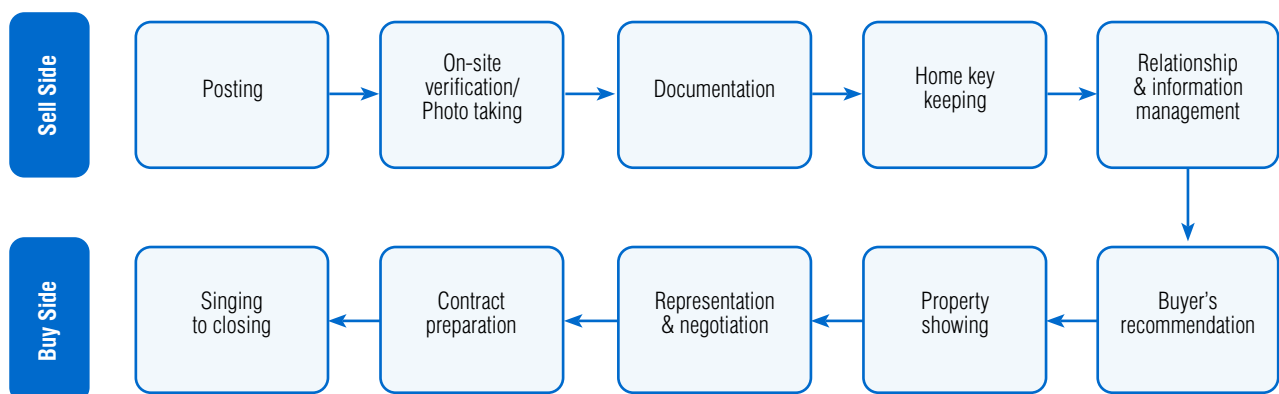 Sell Side
Posting
On-site
verification/
Photo taking
Documentation
Home key
keeping
Relationship
& information
management
Buy Side
Singing
to closing
Contract
preparation
Representation
& negotiation
Property
showing
Buyer's
recommendation